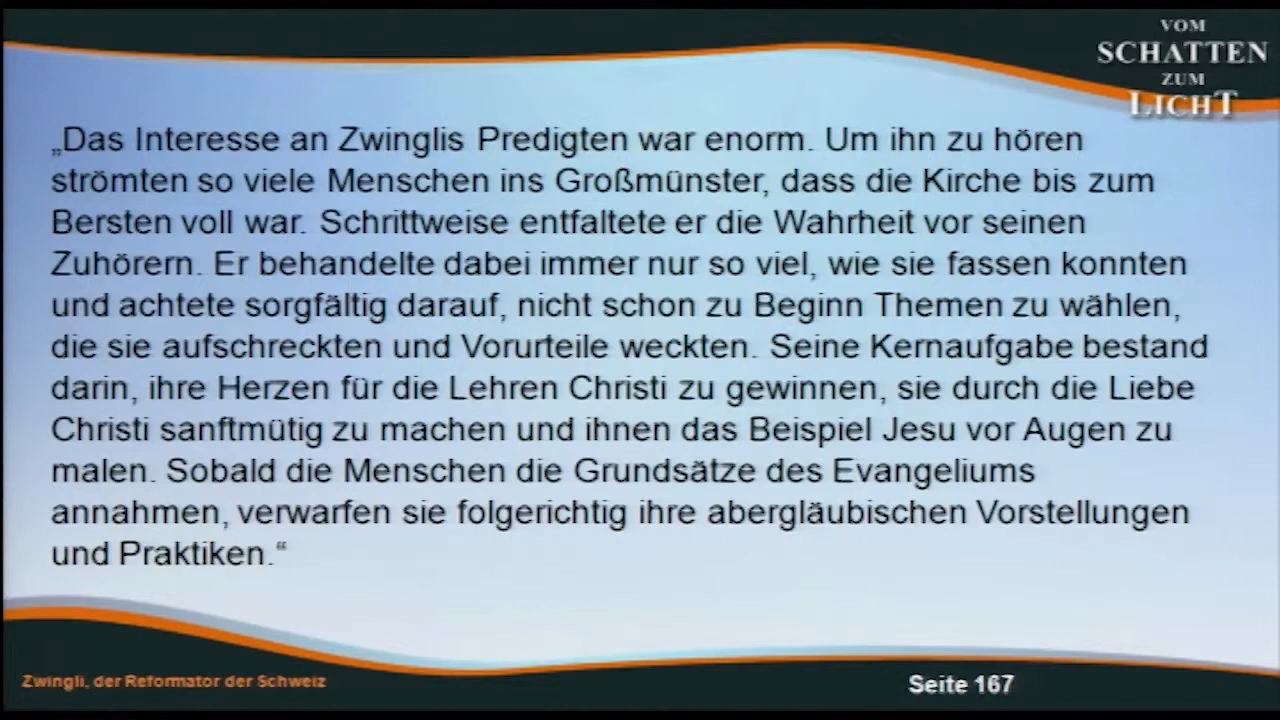 VOM
SCHATTEN
ZUM
LICHT
„Das Interesse an Zwinglis Predigten war enorm. Um ihn zu hören
strömten so viele Menschen ins Großmünster, dass die Kirche bis zum
Bersten voll war. Schrittweise entfaltete er die Wahrheit vor seinen
Zuhörern. Er behandelte dabei immer nur so viel, wie sie fassen konnten
und achtete sorgfältig darauf, nicht schon zu Beginn Themen zu wählen,
die sie aufschreckten und Vorurteile weckten. Seine Kernaufgabe bestand
darin, ihre Herzen für die Lehren Christi zu gewinnen, sie durch die Liebe
Christi sanftmütig zu machen und ihnen das Beispiel Jesu vor Augen zu
malen. Sobald die Menschen die Grundsätze des Evangeliums
annahmen, verwarfen sie folgerichtig ihre abergläubischen Vorstellungen
und Praktiken.“
Zwingli, der Reformator der Schweiz
Seite 167